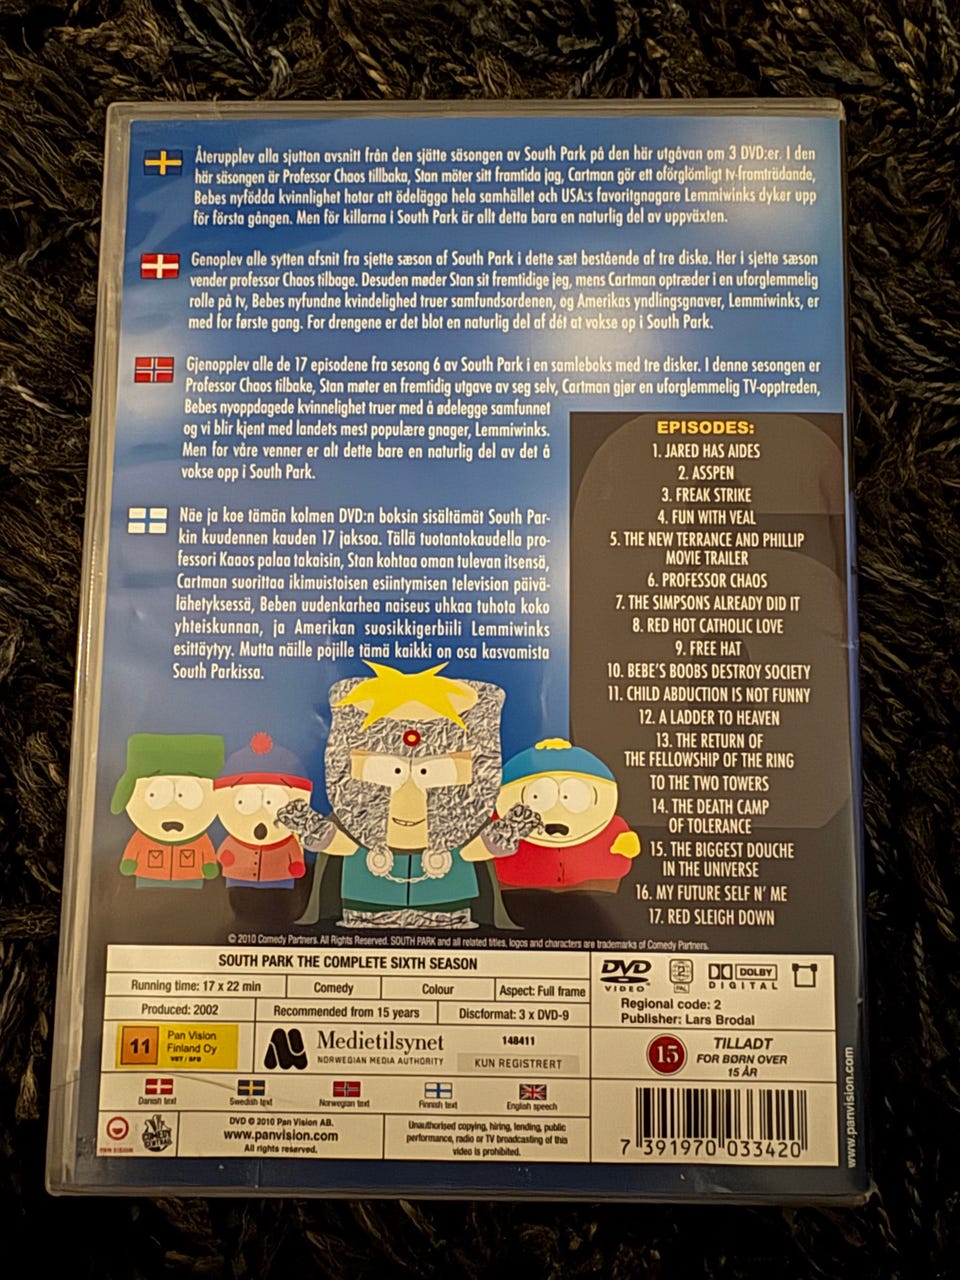 Återupplev alla sjutton avsnitt från den sjätte säsongen av South Park på den här utgåvan om 3 DVD:er. I den
här säsongen är Professor Chaos tillbaka, Stan möter sitt framtida jag, Cartman gör ett oförglömligt tv-framträdande,
Bebes nyfödda kvinnlighet hotar att ödelägga hela samhället och USA:s favoritgnagare Lemmiwinks dyker upp
för första gången. Men för killarna i South Park är allt detta bara en naturlig del av uppväxten.
Genoplev alle sytten afsnit fra sjette sæson af South Park i dette sæt bestående af tre diske. Her i sjette sæson
vender professor Chaos tilbage. Desuden møder Stan sit fremtidige jeg, mens Cartman optræder i en uforglemmelig
rolle på tv, Bebes nyfundne kvindelighed truer samfundsordenen, og Amerikas yndlingsgnaver, Lemmiwinks, er
med for første gang. For drengene er det blot en naturlig del af dét at vokse op i South Park.
Gjenopplev alle de 17 episodene fra sesong 6 av South Park i en samleboks med tre disker. I denne sesongen er
Professor Chaos tilbake, Stan møter en fremtidig utgave av seg selv, Cartman gjør en uforglemmelig TV-opptreden,
Bebes nyoppdagede kvinnelighet truer med å ødelegge samfunnet
og vi blir kjent med landets mest populære gnager, Lemmiwinks.
Men for våre venner er alt dette bare en naturlig del av det å
vokse opp i South Park.
Näe ja koe tämän kolmen DVD:n boksin sisältämät South Par-
kin kuudennen kauden 17 jaksoa. Tällä tuotantokaudella pro-
fessori Kaaos palaa takaisin, Stan kohtaa oman tulevan itsensä,
Cartman suorittaa ikimuistoisen esiintymisen television päivä-
lähetyksessä, Beben uudenkarhea naiseus uhkaa tuhota koko
yhteiskunnan, ja Amerikan suosikkigerbiili Lemmiwinks
esittäytyy. Mutta näille pojille tämä kaikki on osa kasvamista
South Parkissa.
EPISODES:
1. JARED HAS AIDES
2. ASSPEN
3. FREAK STRIKE
4. FUN WITH VEAL
5. THE NEW TERRANCE AND PHILLIP
MOVIE TRAILER
6. PROFESSOR CHAOS
7. THE SIMPSONS ALREADY DID IT
8. RED HOT CATHOLIC LOVE
9. FREE HAT
10. BEBE'S BOOBS DESTROY SOCIETY
11. CHILD ABDUCTION IS NOT FUNNY
12. A LADDER TO HEAVEN
13. THE RETURN OF
THE FELLOWSHIP OF THE RING
TO THE TWO TOWERS
14. THE DEATH CAMP
OF TOLERANCE
15. THE BIGGEST DOUCHE
IN THE UNIVERSE
16. MY FUTURE SELF N' ME
17. RED SLEIGH DOWN
© 2010 Comedy Partners. All Rights Reserved. SOUTH PARK and all related titles, logos and characters are trademarks of Comedy Partners.
SOUTH PARK THE COMPLETE SIXTH SEASON
Running time: 17 x 22 min
Comedy
Colour
Aspect: Full frame
Produced: 2002
Recommended from 15 years
Discformat: 3 x DVD-9
11
Pan Vision
Finland Oy
VET / SFB
Medietilsynet
NORWEGIAN MEDIA AUTHORITY
148411
KUN REGISTRERT
Danish text
Swedish text
Norwegian text
Finnish text
English speech
PAN VISION
COMEDY
CENTRAL
DVD © 2010 Pan Vision AB.
www.panvision.com
All rights reserved.
Unauthorised copying, hiring, lending, public
performance, radio or TV broadcasting of this
video is prohibited.
DVD
VIDEO
2
PAL
DOLBY
DIGITAL
Regional code: 2
Publisher: Lars Brodal
15
TILLADT
FOR BØRN OVER
15 ÅR
7 391970 033420
www.panvision.com